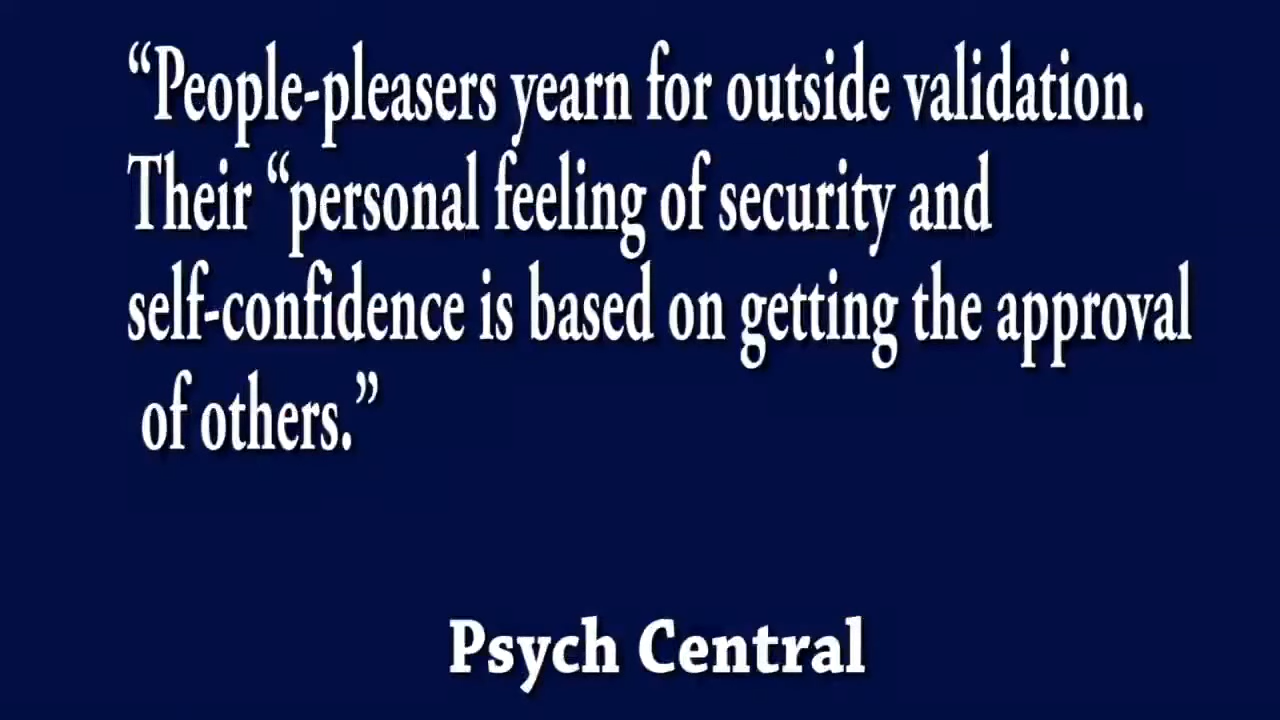 “People-pleasers yearn for outside validation.
Their “personal feeling of security and
self-confidence is based on getting the approval
of others.”
Psych Central